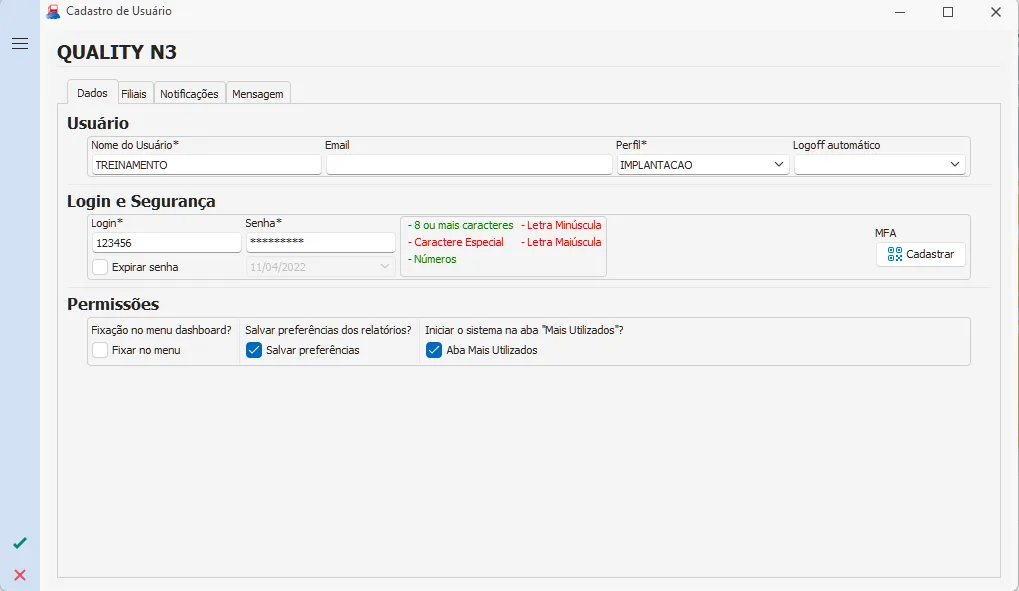 Cadastro de Usuário
QUALITY N3
Dados Filiais Notificações Mensagem
Usuário
Nome do Usuário* Email Perfil* Logoff automático
TREINAMENTO IMPLANTACAO
Login e Segurança
Login* Senha* - 8 ou mais caracteres - Letra Minúscula
MFA
123456 ********* - Caractere Especial - Letra Maiúscula
Cadastrar
- Números
Expirar senha 11/04/2022
Permissões
Fixação no menu dashboard? Salvar preferências dos relatórios? Iniciar o sistema na aba "Mais Utilizados"?
Fixar no menu Salvar preferências Aba Mais Utilizados